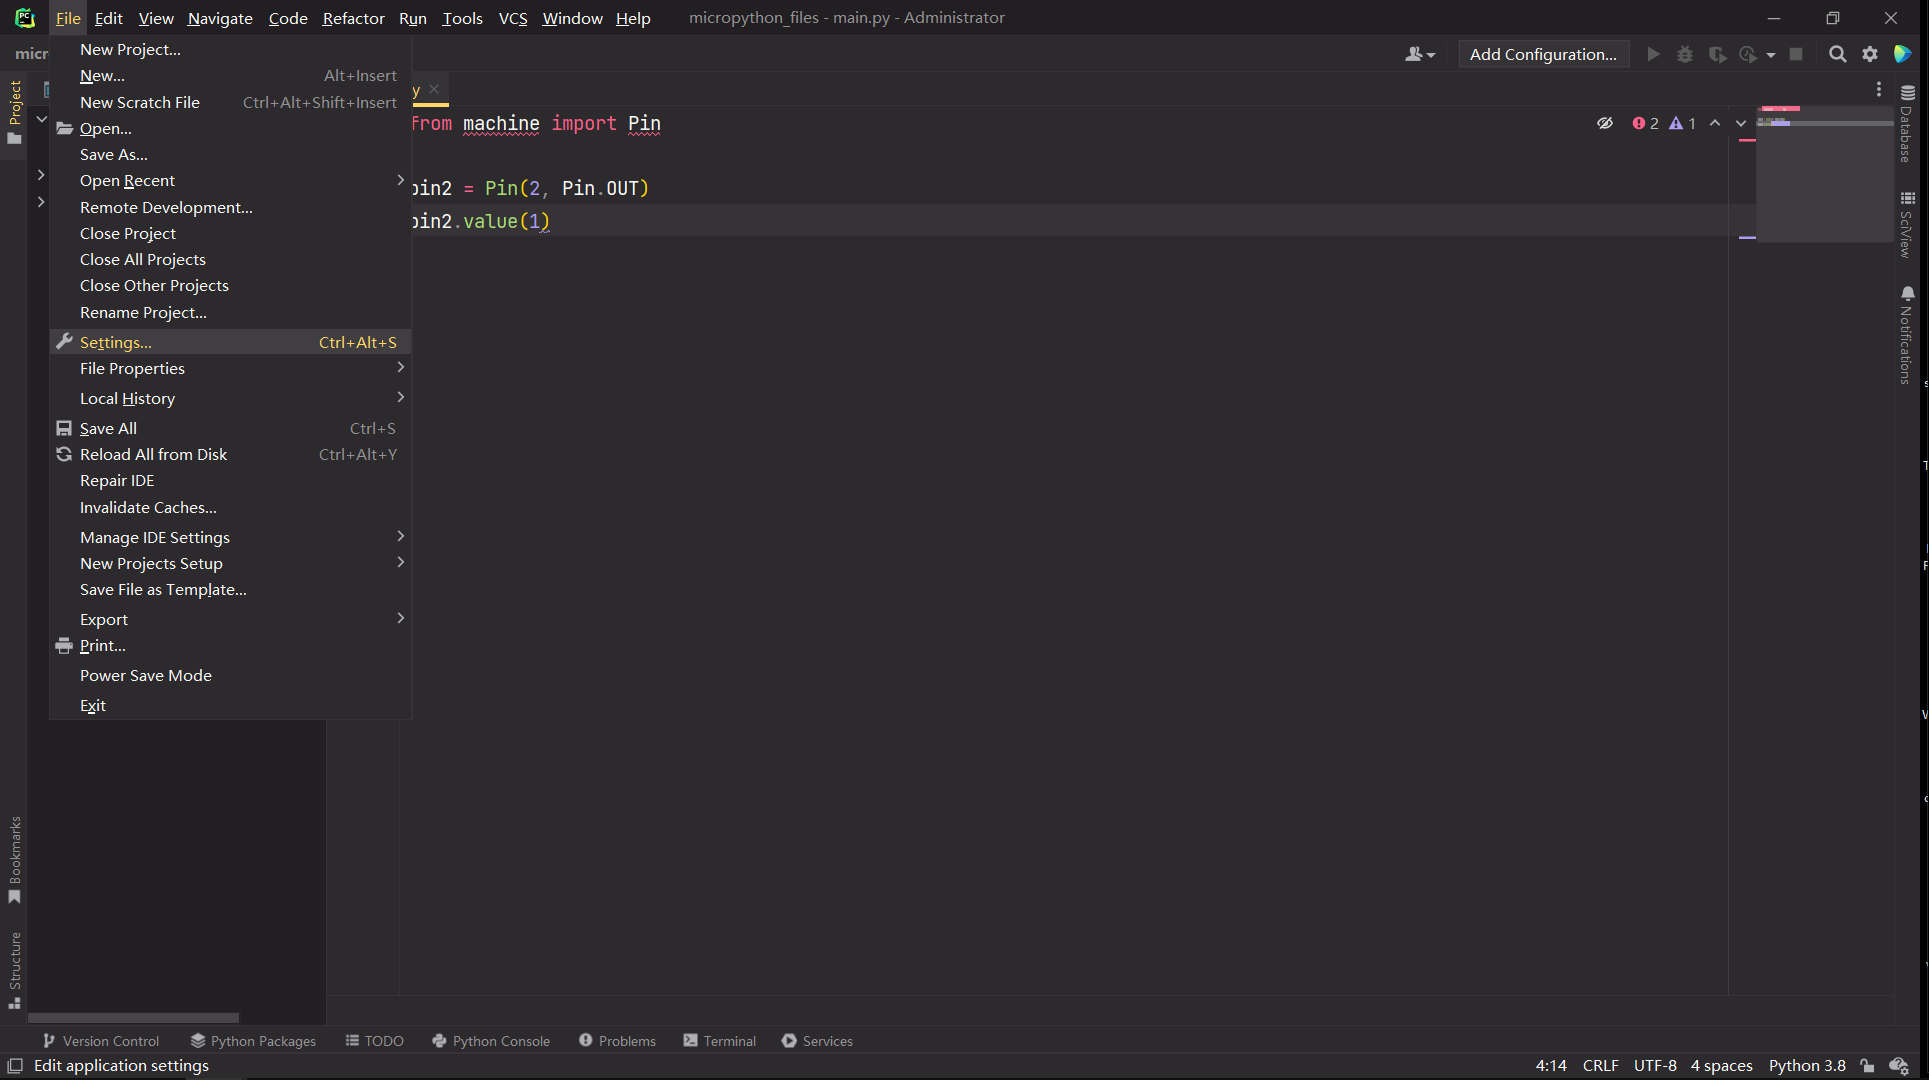 File Edit View Navigate Code Refactor Run Tools VCS Window Help micropython_files - main.py - Administrator
Add Configuration...
New Project...
New... Alt+Insert
New Scratch File Ctrl+Alt+Shift+Insert
Open...
Save As...
Open Recent
Remote Development...
Close Project
Close All Projects
Close Other Projects
Rename Project...
Settings... Ctrl+Alt+S
File Properties
Local History
Save All Ctrl+S
Reload All from Disk Ctrl+Alt+Y
Repair IDE
Invalidate Caches...
Manage IDE Settings
New Projects Setup
Save File as Template...
Export
Print...
Power Save Mode
Exit
from machine import Pin
pin2 = Pin(2, Pin.OUT)
pin2.value(1)
2 1
Project
Bookmarks
Structure
Database
SciView
Notifications
Version Control Python Packages TODO Python Console Problems Terminal Services
Edit application settings 4:14 CRLF UTF-8 4 spaces Python 3.8